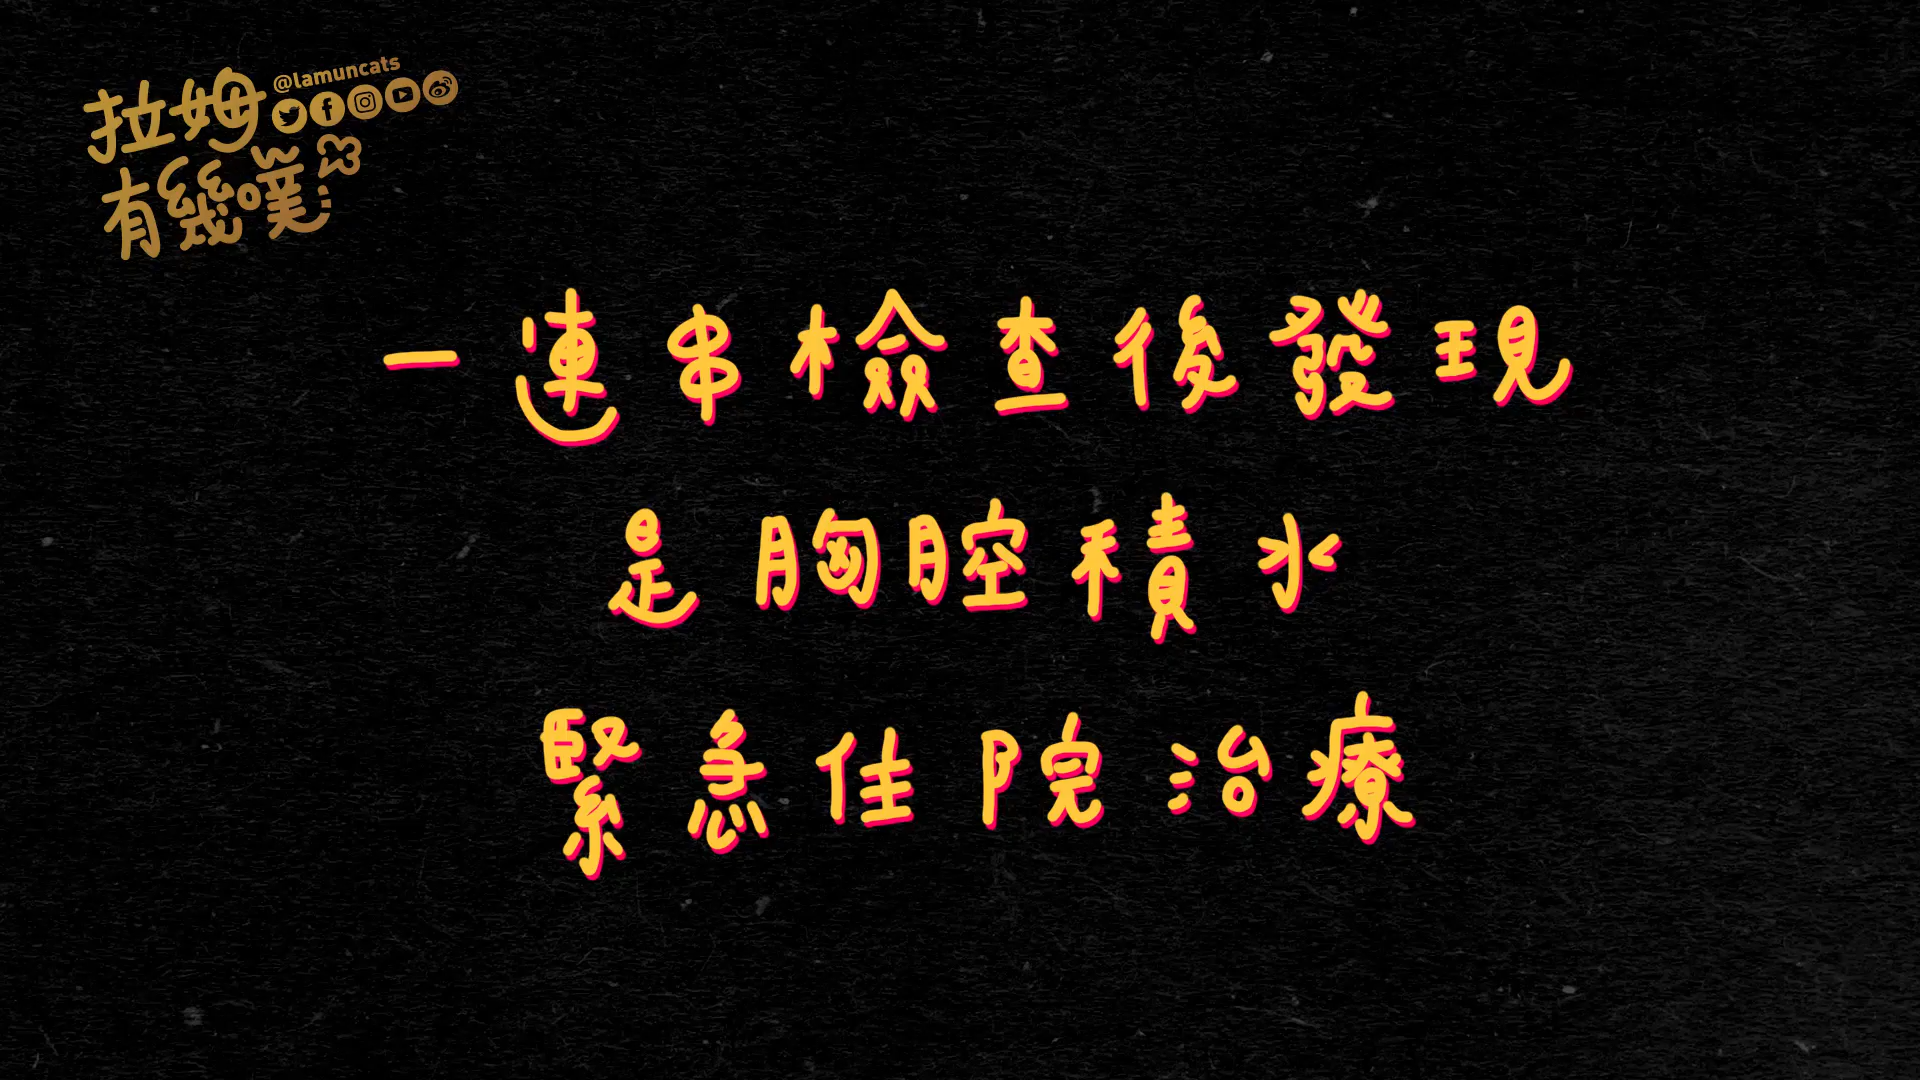 @lamuncats
拉姆
有幾噗
一連串檢查後發現
是胸腔積水
緊急住院治療